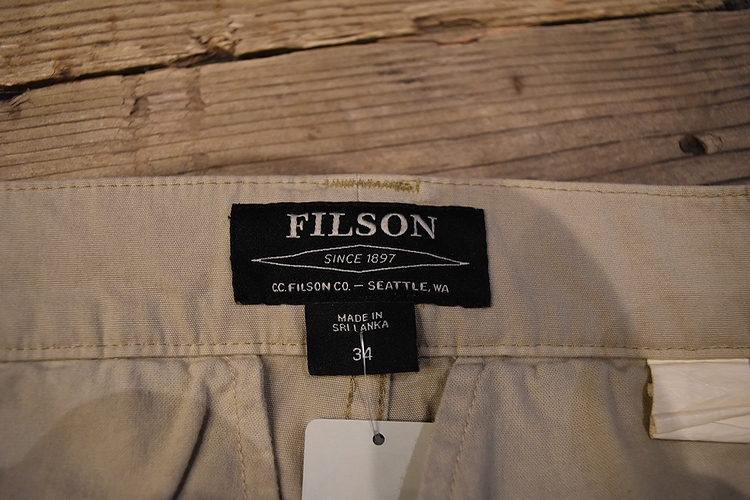 FILSON
SINCE 1897
C.C. FILSON CO. — SEATTLE, WA
MADE IN
SRI LANKA
34